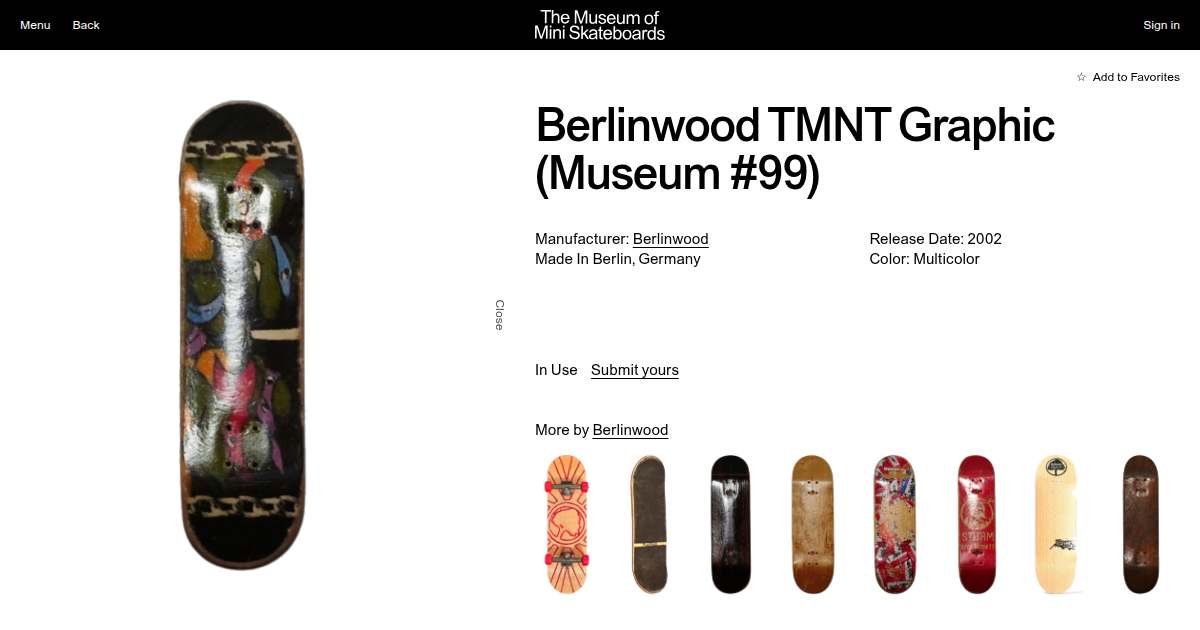 Menu
Back
The Museum of
Mini Skateboards
Sign in
☆ Add to Favorites
Berlinwood TMNT Graphic
(Museum #99)
Manufacturer: Berlinwood
Release Date: 2002
Made In Berlin, Germany
Color: Multicolor
Close
In Use
Submit yours
More by Berlinwood
STURM